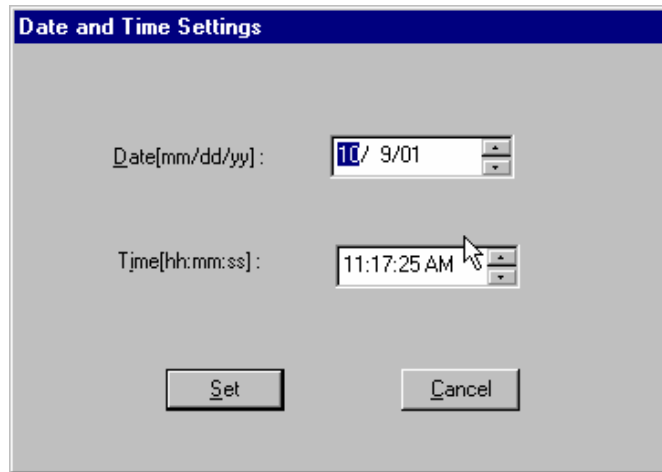 Date and Time Settings
Date[mm/dd/yy] : 10/ 9/01
Time[hh:mm:ss] : 11:17:25 AM
Set Cancel